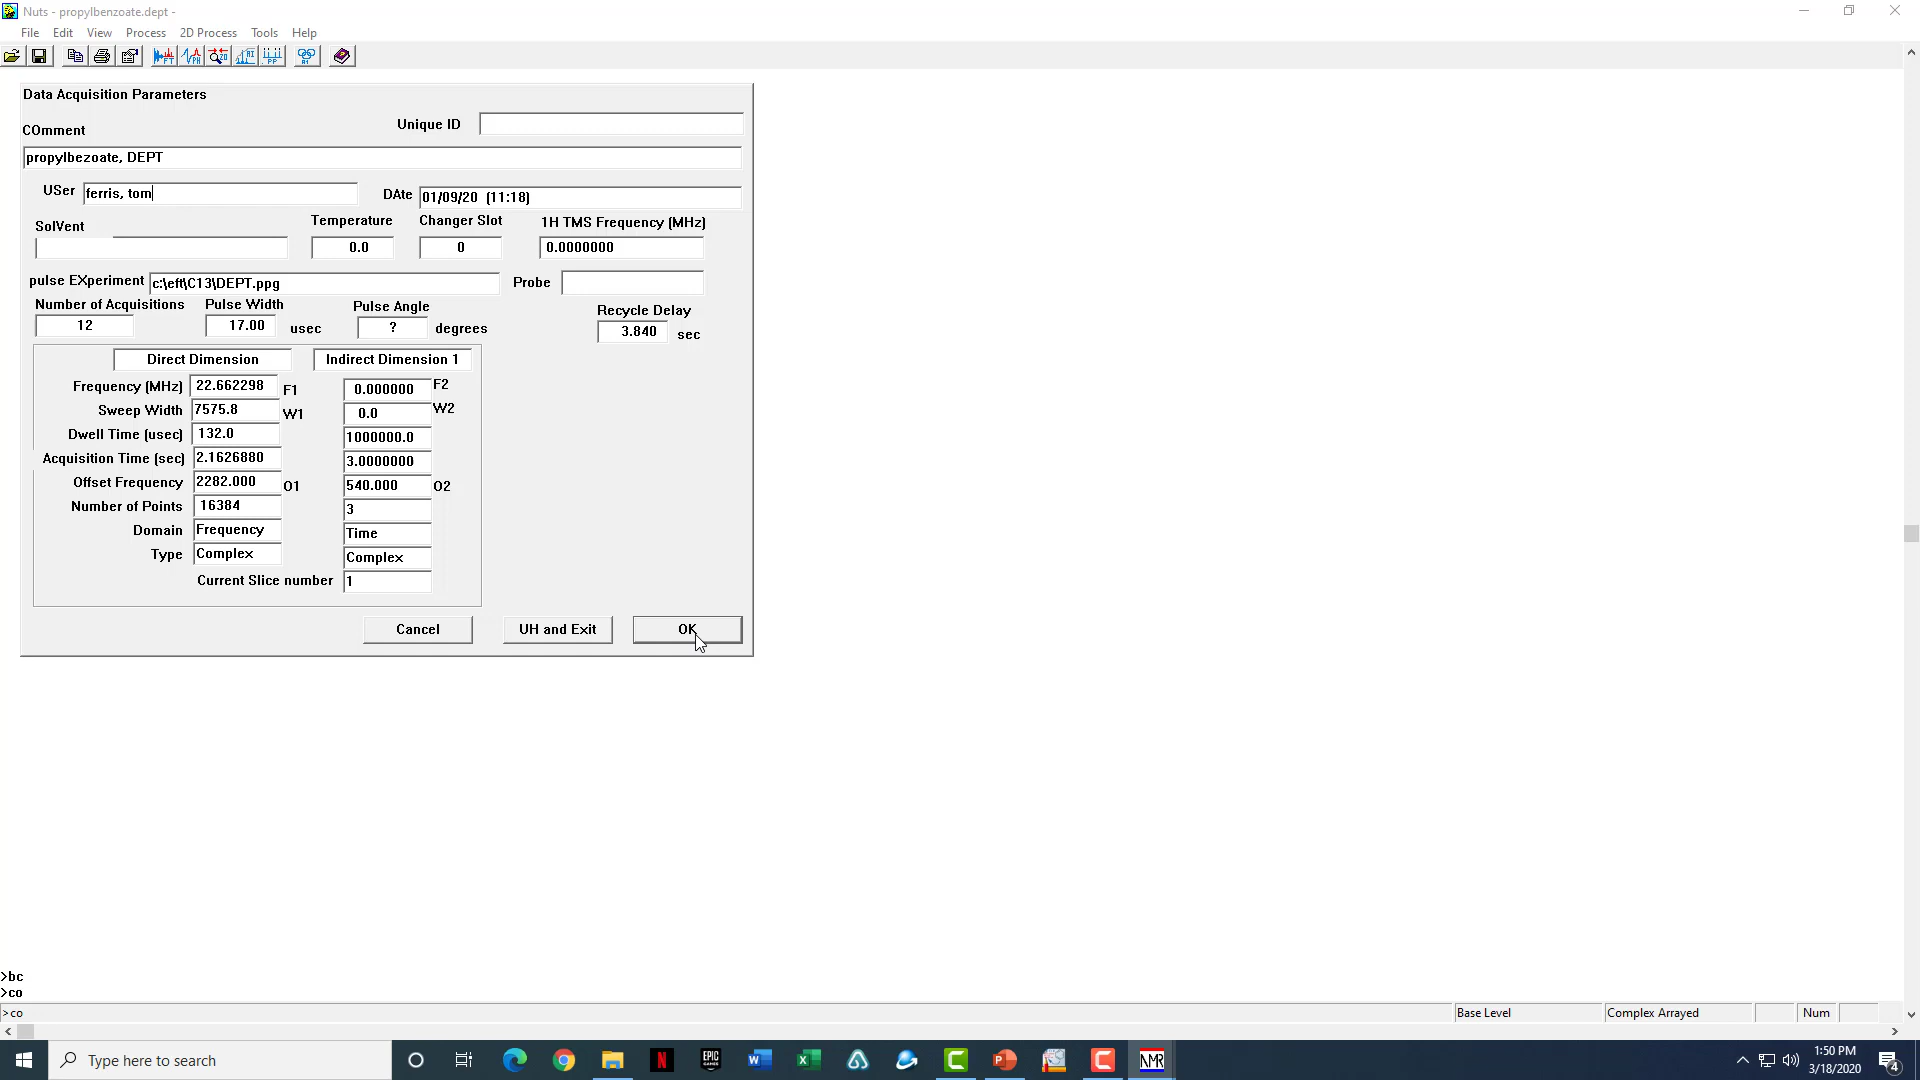 Nuts - propylbenzoate.dept -
File Edit View Process 2D Process Tools Help
Data Acquisition Parameters
Unique ID
COmment
propylbezoate, DEPT
USer ferris, tom DAte 01/09/20 (11:18)
SolVent Temperature Changer Slot 1H TMS Frequency (MHz)
0.0 0 0.0000000
pulse EXperiment c:\eft\C13\DEPT.ppg Probe
Number of Acquisitions Pulse Width Pulse Angle Recycle Delay
12 17.00 usec ? degrees 3.840 sec
Direct Dimension Indirect Dimension 1
Frequency (MHz) 22.662298 F1 0.000000 F2
Sweep Width 7575.8 W1 0.0 W2
Dwell Time (usec) 132.0 1000000.0
Acquisition Time (sec) 2.1626880 3.0000000
Offset Frequency 2282.000 O1 540.000 O2
Number of Points 16384 3
Domain Frequency Time
Type Complex Complex
Current Slice number 1
Cancel UH and Exit OK
>bc
>co
>co Base Level Complex Arrayed Num
Type here to search
1:50 PM
3/18/2020
4
EPIC GAMES
NMR